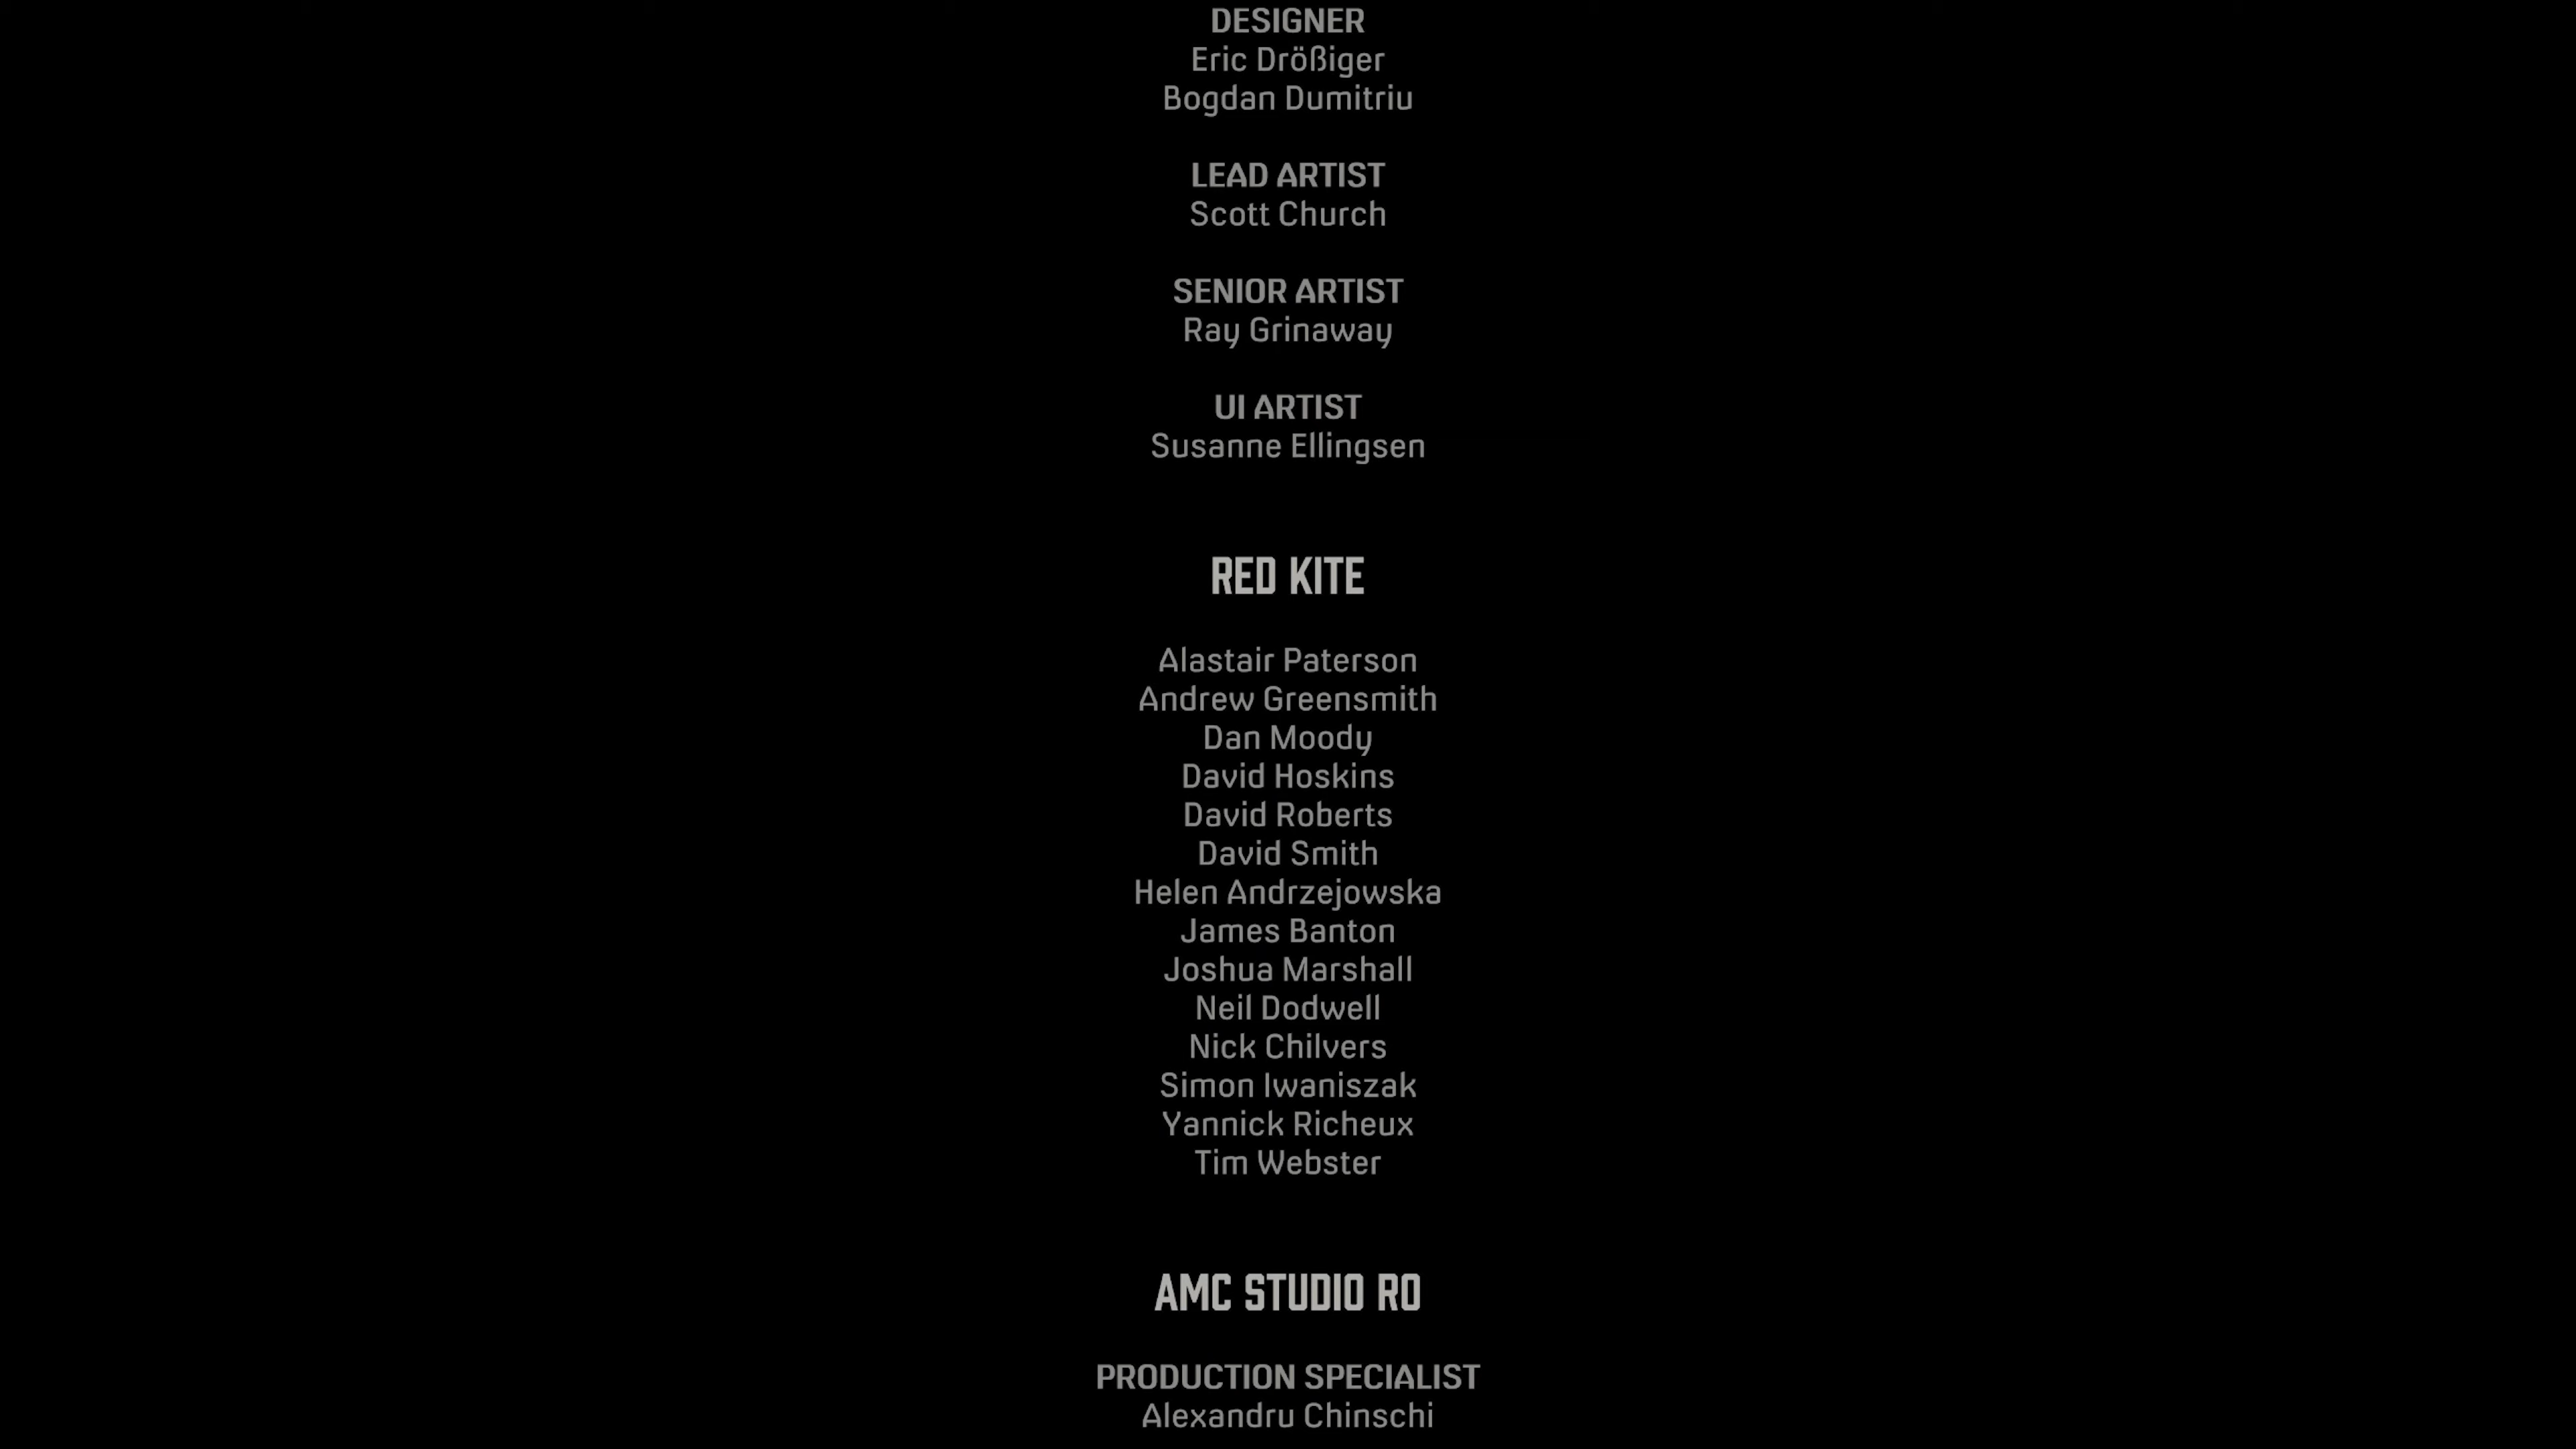 DESIGNER
Eric Drößiger
Bogdan Dumitriu
LEAD ARTIST
Scott Church
SENIOR ARTIST
Ray Grinaway
UI ARTIST
Susanne Ellingsen
RED KITE
Alastair Paterson
Andrew Greensmith
Dan Moody
David Hoskins
David Roberts
David Smith
Helen Andrzejowska
James Banton
Joshua Marshall
Neil Dodwell
Nick Chilvers
Simon Iwaniszak
Yannick Richeux
Tim Webster
AMC STUDIO RO
PRODUCTION SPECIALIST
Alexandru Chinschi